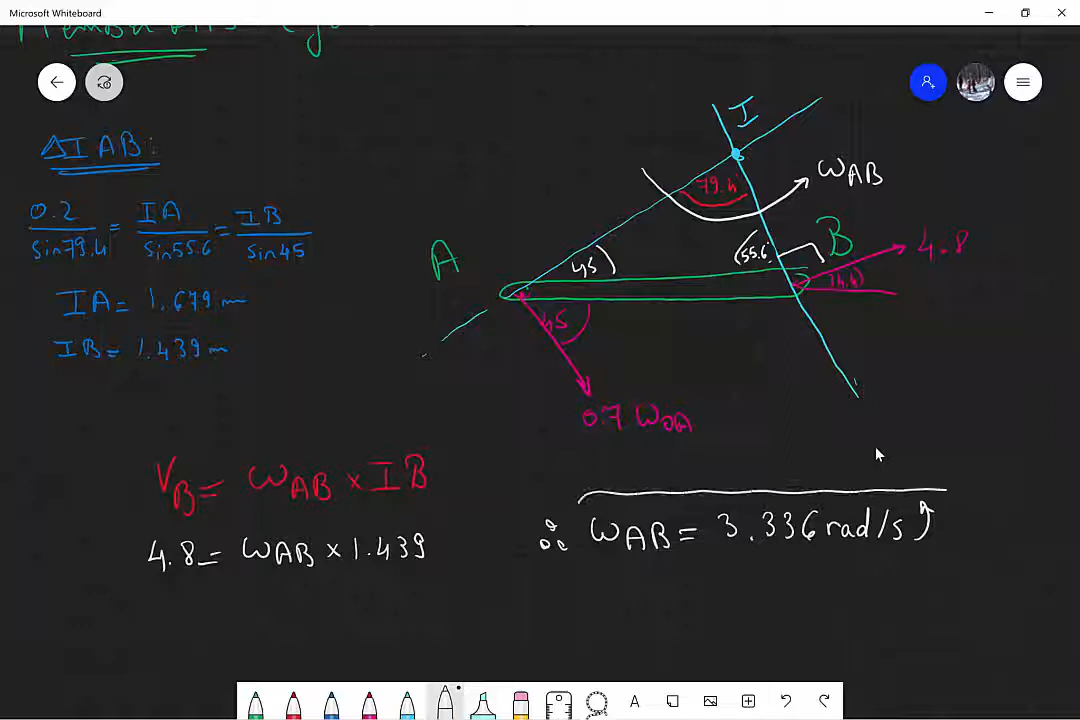 Microsoft Whiteboard
ΔIAB:
0.2/sin79.4 = IA/sin55.6 = IB/sin45
IA = 1.679 m
IB = 1.439 m
I
79.4
ωAB
A
45
55.6
B
4.8
14.4
45
0.7 ωOA
VB = ωAB × IB
4.8 = ωAB × 1.439
∴ ωAB = 3.336 rad/s
A